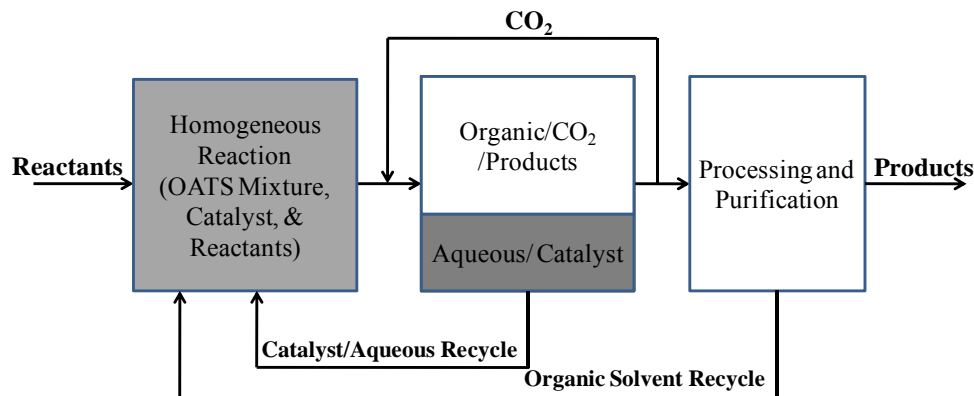 CO₂
Reactants
Homogeneous
Reaction
(OATS Mixture,
Catalyst, &
Reactants)
Organic/CO₂
/Products
Aqueous/ Catalyst
Processing and
Purification
Products
Catalyst/Aqueous Recycle
Organic Solvent Recycle